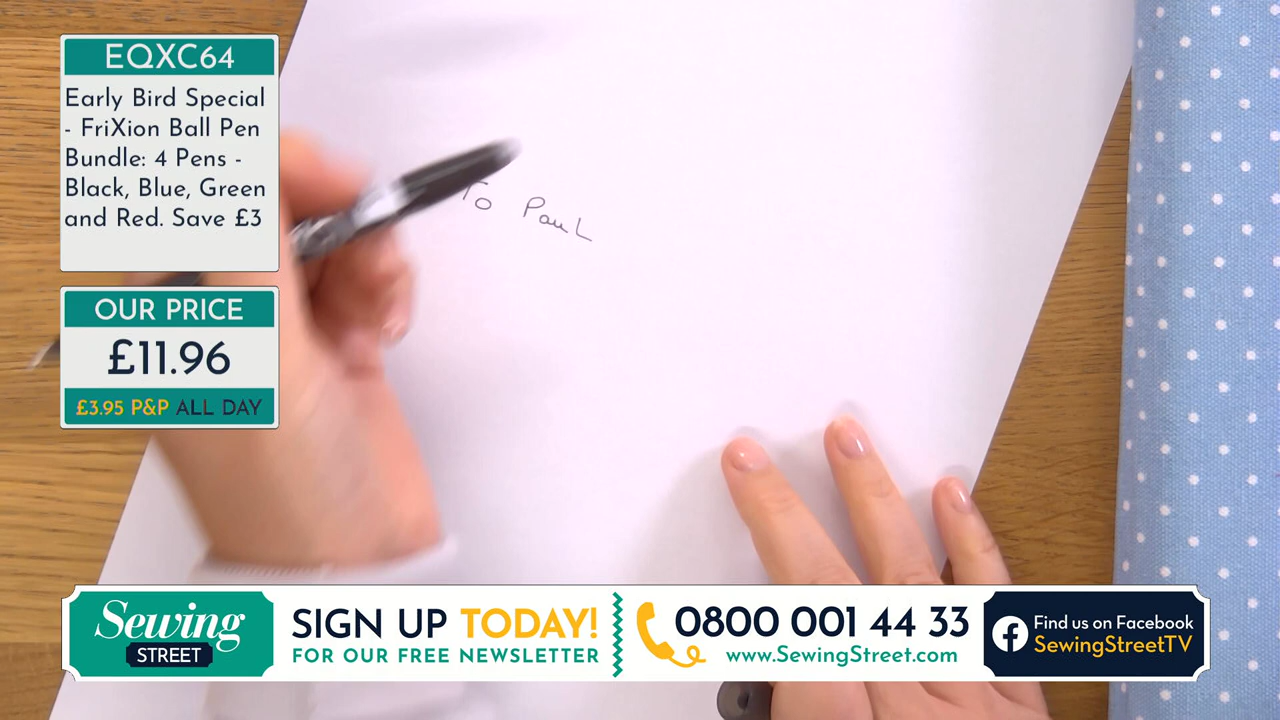 EQXC64
Early Bird Special
- FriXion Ball Pen
Bundle: 4 Pens -
Black, Blue, Green
and Red. Save £3
OUR PRICE
£11.96
£3.95 P&P ALL DAY
To Paul
Sewing
STREET
SIGN UP TODAY!
FOR OUR FREE NEWSLETTER
0800 001 44 33
www.SewingStreet.com
Find us on Facebook
SewingStreetTV